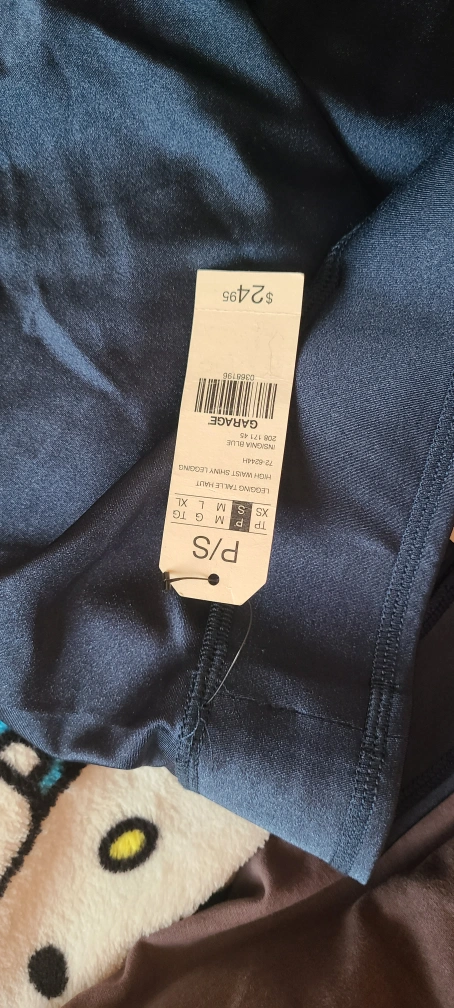 P/S
TP P M G TG
XS S M L XL
LEGGING TAILLE HAUT
HIGH WAIST SHINY LEGGING
72-6244H
INSIGNIA BLUE
208 171 45
GARAGE
0368196
$24.95